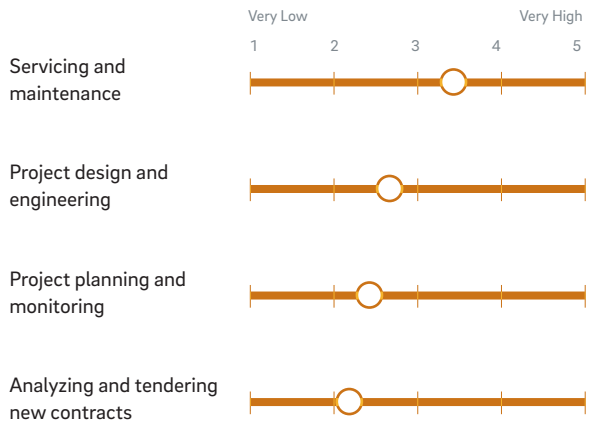 Very Low Very High
1 2 3 4 5
Servicing and
maintenance
Project design and
engineering
Project planning and
monitoring
Analyzing and tendering
new contracts